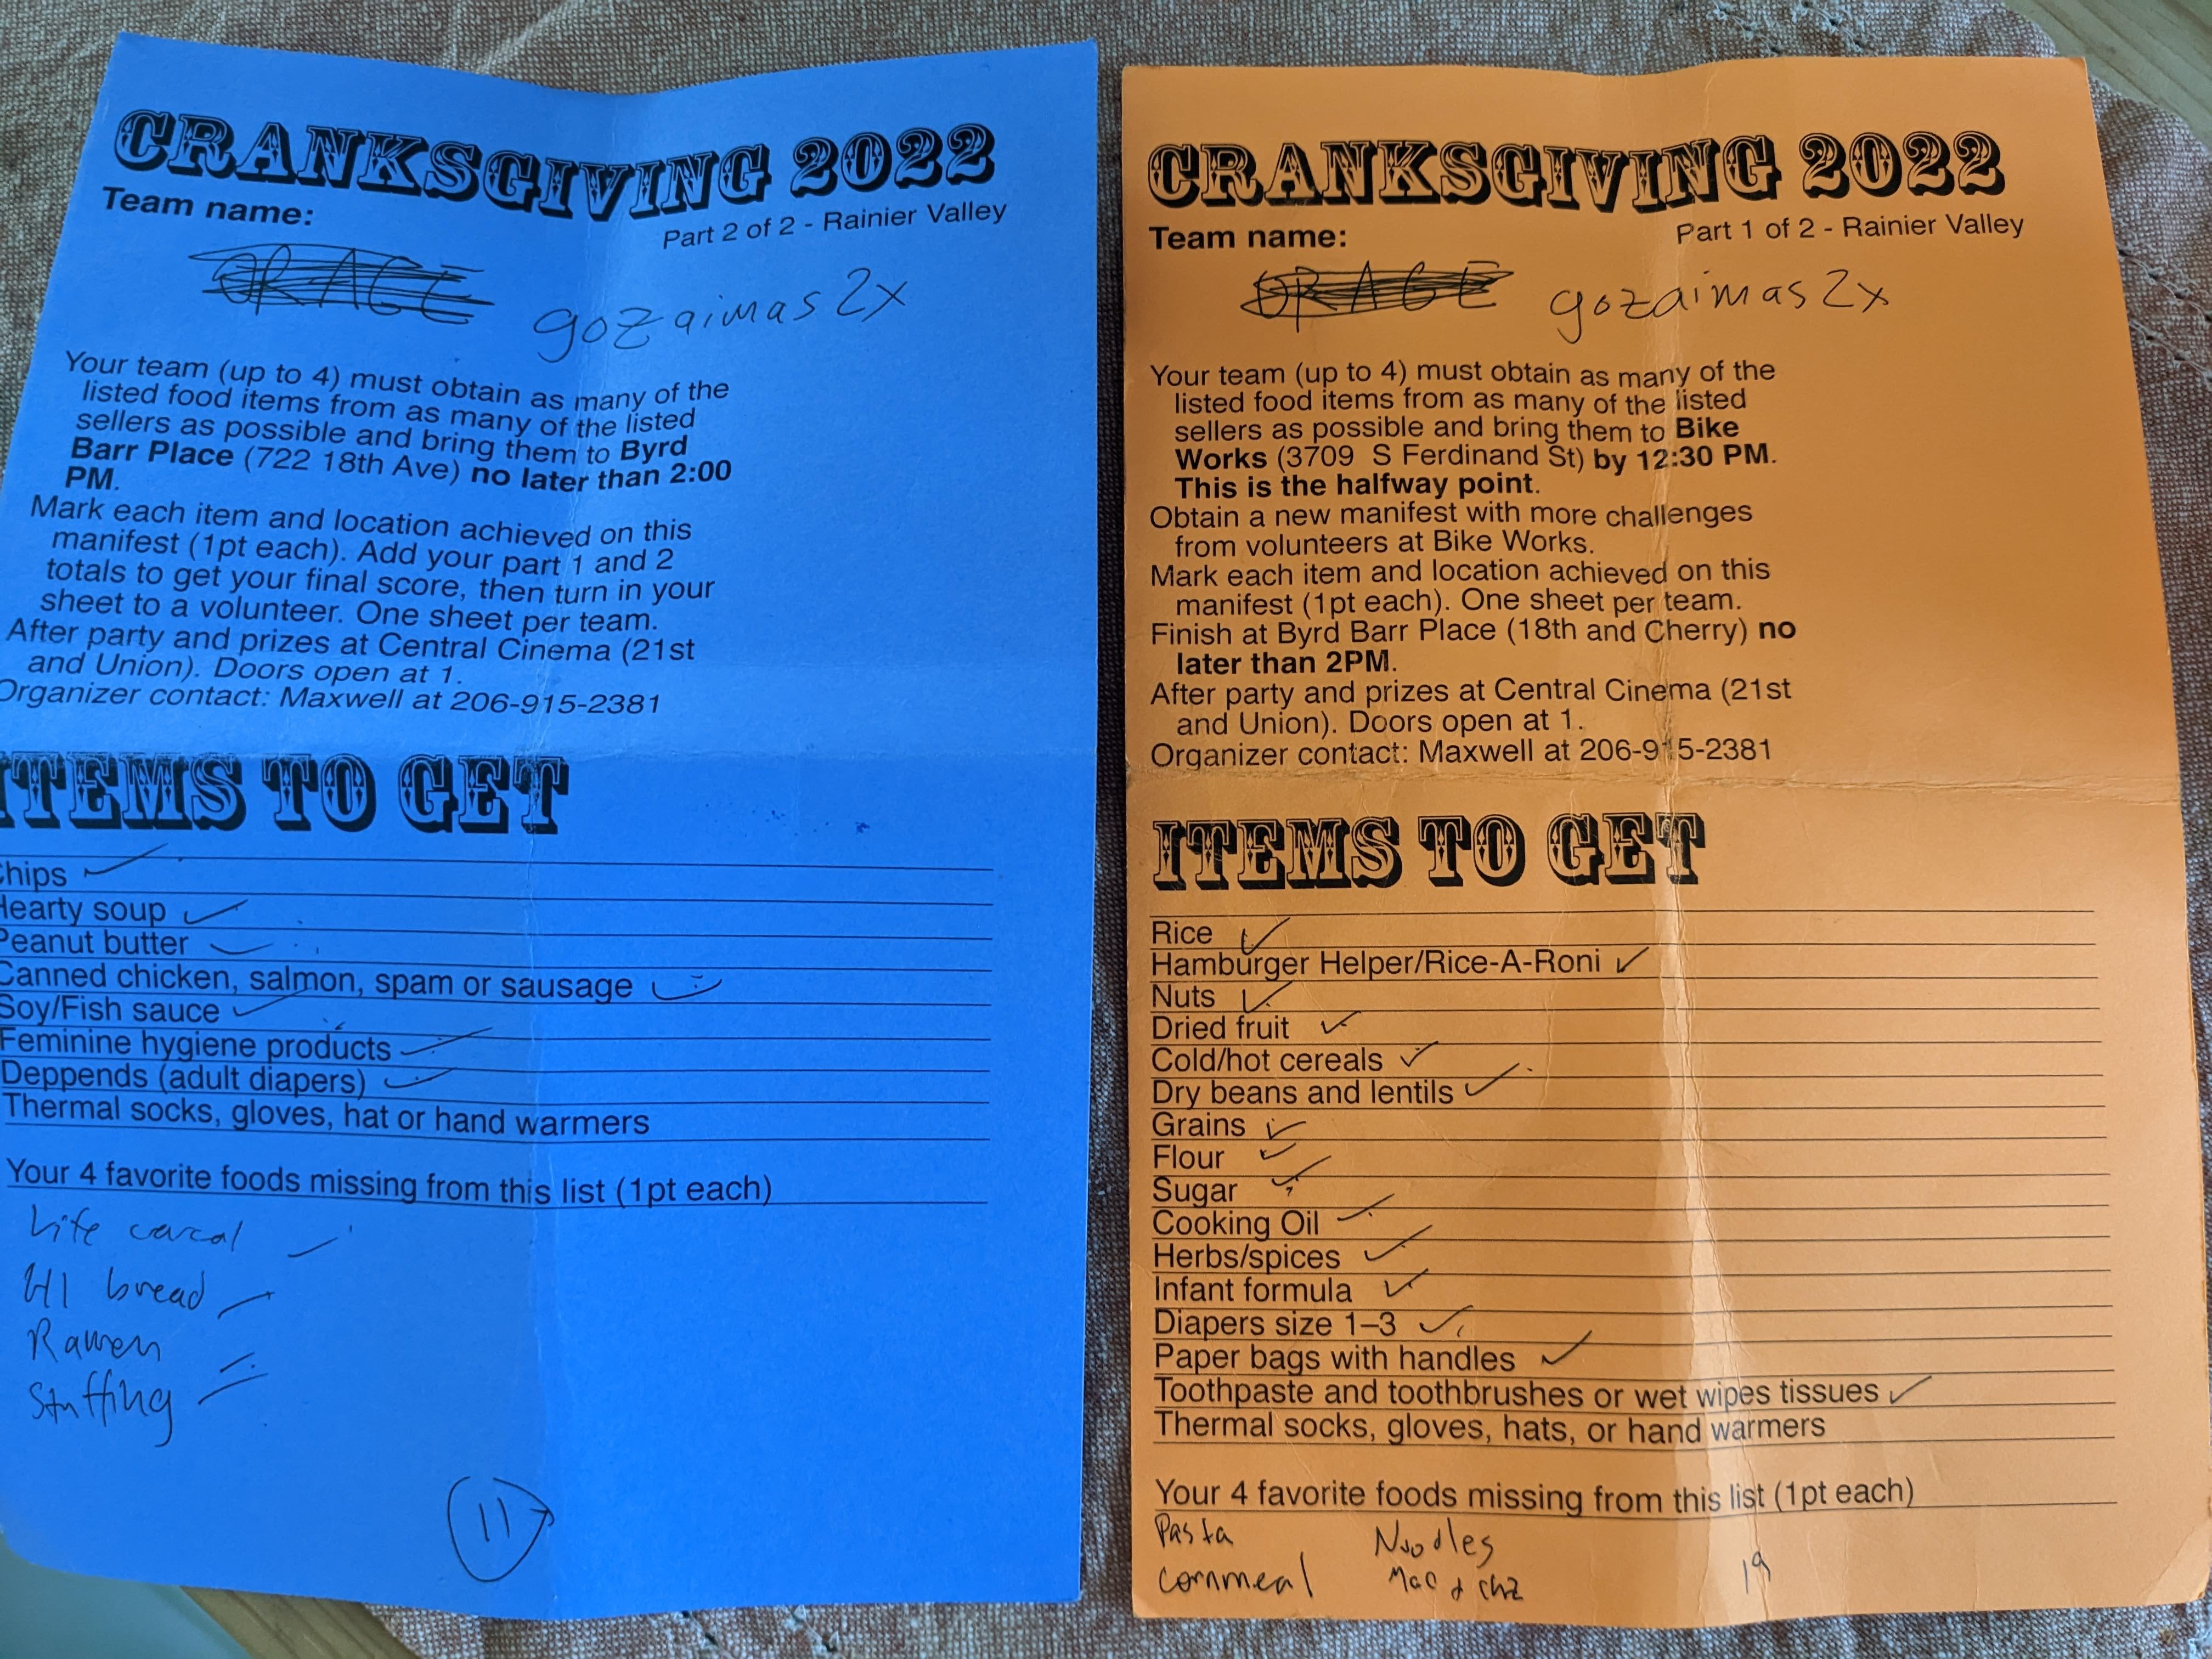 CRANKSGIVING 2022
Team name:
Part 2 of 2 - Rainier Valley
ORAGE gozaimas2x
Your team (up to 4) must obtain as many of the
listed food items from as many of the listed
sellers as possible and bring them to Byrd
Barr Place (722 18th Ave) no later than 2:00
PM.
Mark each item and location achieved on this
manifest (1pt each). Add your part 1 and 2
totals to get your final score, then turn in your
sheet to a volunteer. One sheet per team.
After party and prizes at Central Cinema (21st
and Union). Doors open at 1.
Organizer contact: Maxwell at 206-915-2381
ITEMS TO GET
Chips
Hearty soup
Peanut butter
Canned chicken, salmon, spam or sausage
Soy/Fish sauce
Feminine hygiene products
Deppends (adult diapers)
Thermal socks, gloves, hat or hand warmers
Your 4 favorite foods missing from this list (1pt each)
Life
HI bread
Ramen
Stuffing
11
CRANKSGIVING 2022
Team name:
Part 1 of 2 - Rainier Valley
ORAGE gozaimas2x
Your team (up to 4) must obtain as many of the
listed food items from as many of the listed
sellers as possible and bring them to Bike
Works (3709 S Ferdinand St) by 12:30 PM.
This is the halfway point.
Obtain a new manifest with more challenges
from volunteers at Bike Works.
Mark each item and location achieved on this
manifest (1pt each). One sheet per team.
Finish at Byrd Barr Place (18th and Cherry) no
later than 2PM.
After party and prizes at Central Cinema (21st
and Union). Doors open at 1.
Organizer contact: Maxwell at 206-915-2381
ITEMS TO GET
Rice
Hamburger Helper/Rice-A-Roni
Nuts
Dried fruit
Cold/hot cereals
Dry beans and lentils
Grains
Flour
Sugar
Cooking Oil
Herbs/spices
Infant formula
Diapers size 1–3
Paper bags with handles
Toothpaste and toothbrushes or wet wipes tissues
Thermal socks, gloves, hats, or hand warmers
Your 4 favorite foods missing from this list (1pt each)
Pasta Noodles
cornmeal Mac & chz 19